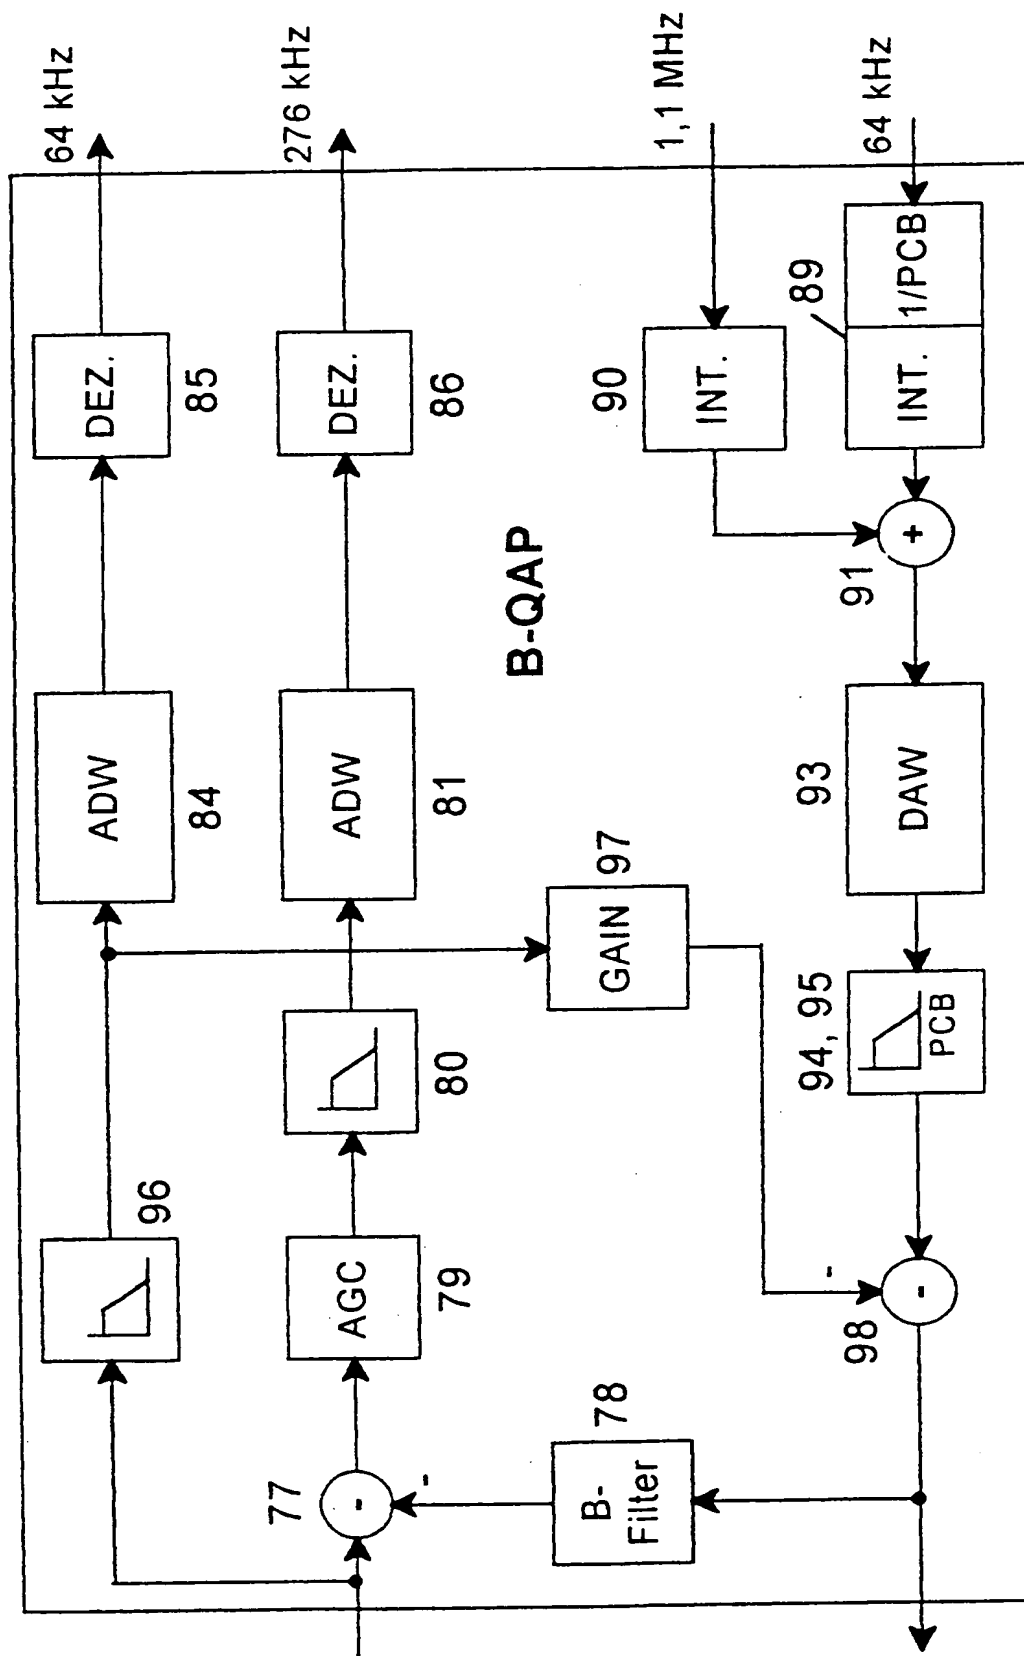 64 kHz
DEZ.
85
ADW
84
96
276 kHz
DEZ.
86
ADW
81
80
AGC
79
77
-
-
B-QAP
GAIN
97
B-
Filter
78
1,1 MHz
INT.
90
64 kHz
1/PCB
INT.
89
+
91
DAW
93
PCB
94, 95
-
-
98